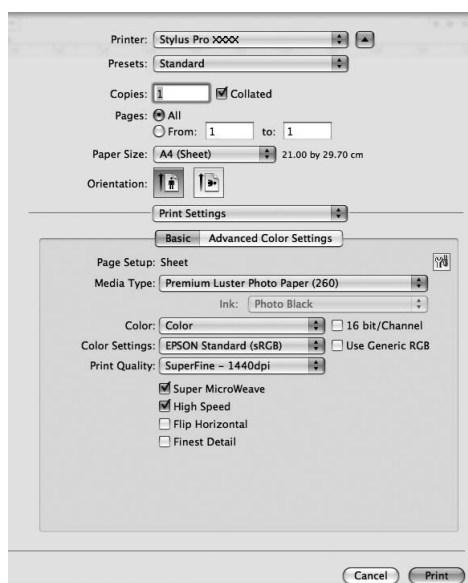 Printer: Stylus Pro XXXX
Presets: Standard
Copies: 1 Collated
Pages: All
From: 1 to: 1
Paper Size: A4 (Sheet) 21.00 by 29.70 cm
Orientation:
Print Settings
Basic Advanced Color Settings
Page Setup: Sheet
Media Type: Premium Luster Photo Paper (260)
Ink: Photo Black
Color: Color 16 bit/Channel
Color Settings: EPSON Standard (sRGB) Use Generic RGB
Print Quality: SuperFine – 1440dpi
Super MicroWeave
High Speed
Flip Horizontal
Finest Detail
Cancel Print